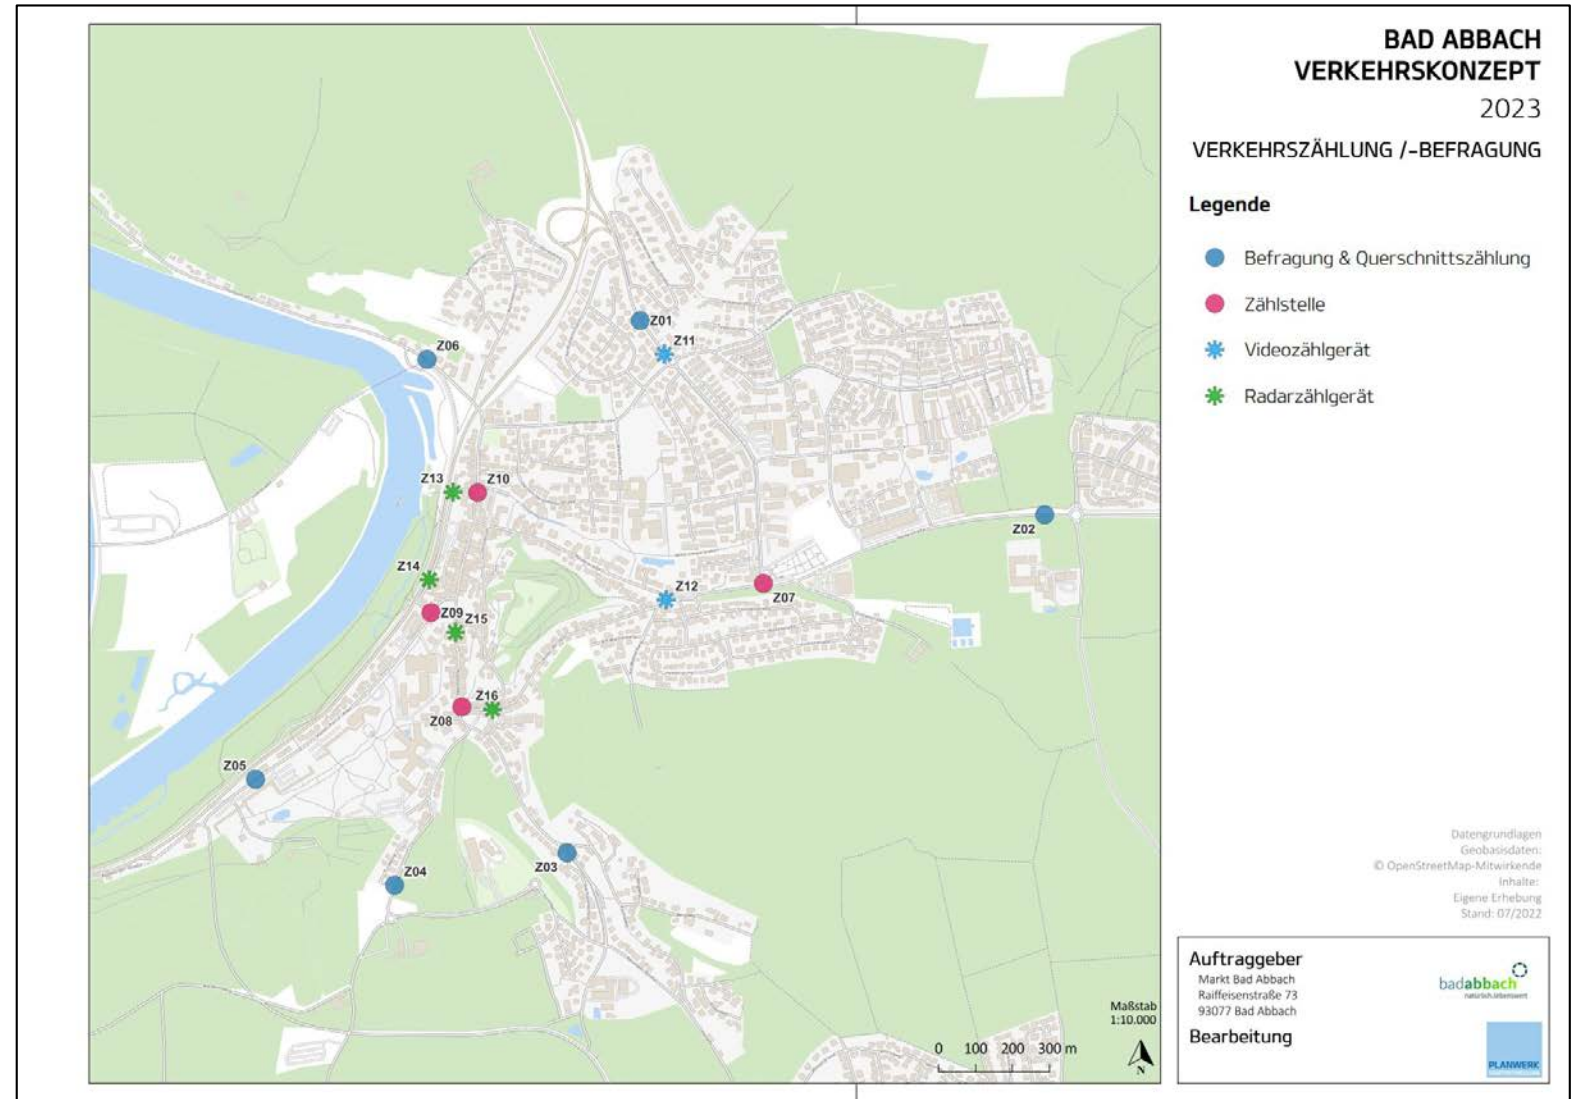 BAD ABBACH
VERKEHRSKONZEPT
2023
VERKEHRSZÄHLUNG /-BEFRAGUNG
Legende
Befragung & Querschnittszählung
Zählstelle
Videozählgerät
Radarzählgerät
Z01
Z11
Z06
Z13
Z10
Z02
Z14
Z12
Z07
Z09
Z15
Z16
Z08
Z05
Z03
Z04
Maßstab
1:10.000
0 100 200 300 m
N
Datengrundlagen
Geobasisdaten:
© OpenStreetMap-Mitwirkende
Inhalte:
Eigene Erhebung
Stand: 07/2022
Auftraggeber
Markt Bad Abbach
Raiffeisenstraße 73
93077 Bad Abbach
badabbach
natürlich.lebenswert
Bearbeitung
PLANWERK